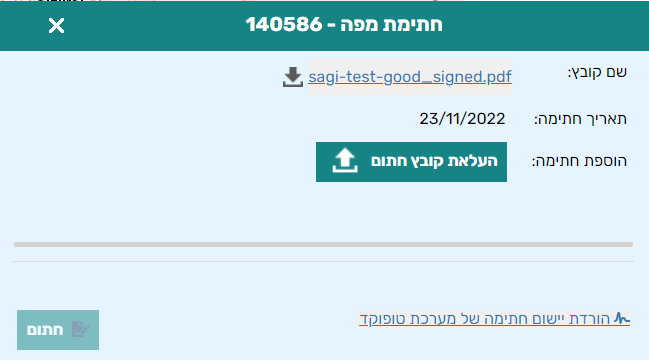 חתימת מפה - 140586
שם קובץ: sagi-test-good_signed.pdf
תאריך חתימה: 23/11/2022
הוספת חתימה: העלאת קובץ חתום
הורדת יישום חתימה של מערכת טופוקד
חתום